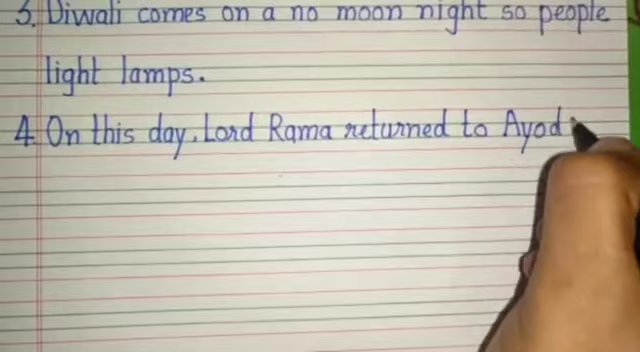 3. Diwali comes on a no moon night so people
light lamps.
4. On this day, Lord Rama returned to Ayod